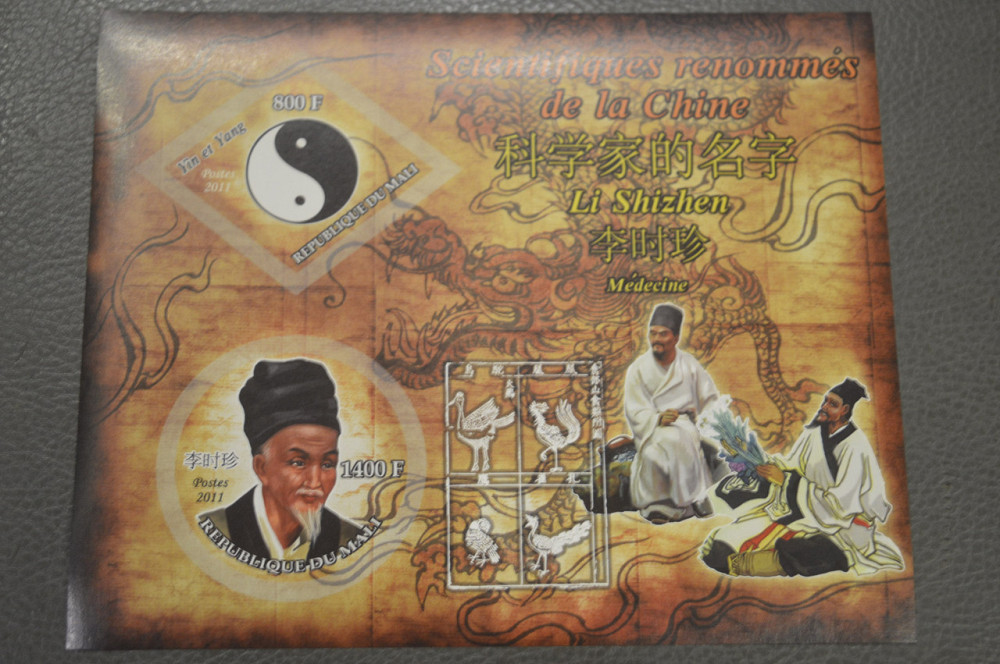 Scientifiques renommés
de la Chine
科学家的名字
Li Shizhen
李时珍
Médecine
800 F
Yin et Yang
Postes
2011
REPUBLIQUE DU MALI
李时珍
1400 F
Postes
2011
REPUBLIQUE DU MALI